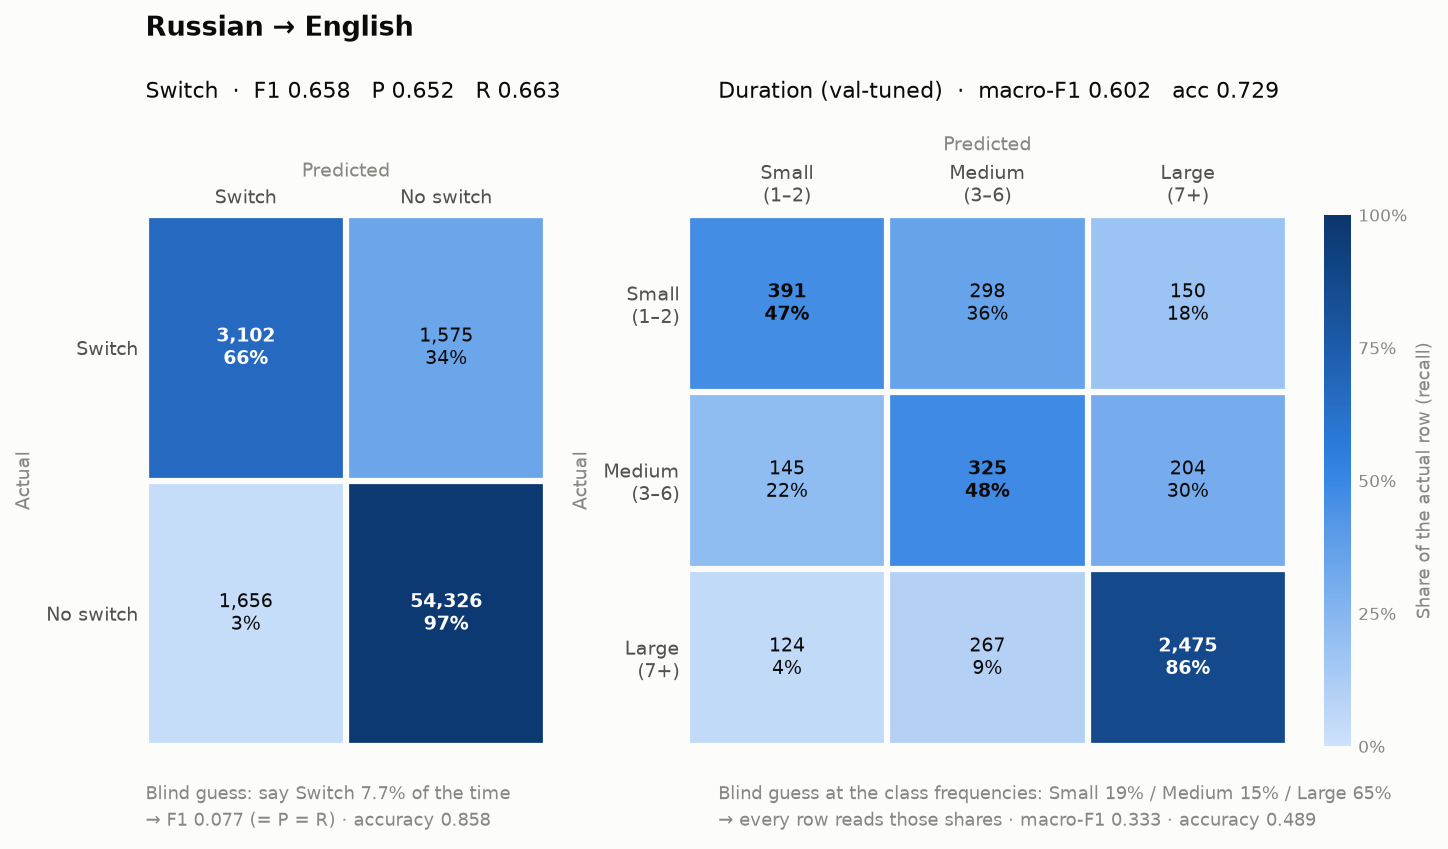 Russian → English
Switch · F1 0.658 P 0.652 R 0.663
Predicted
Switch No switch
Actual
Switch
3,102 1,575
66% 34%
No switch
1,656 54,326
3% 97%
Blind guess: say Switch 7.7% of the time
→ F1 0.077 (= P = R) · accuracy 0.858
Duration (val-tuned) · macro-F1 0.602 acc 0.729
Predicted
Small Medium Large
(1–2) (3–6) (7+)
Actual
Small
(1–2)
391 298 150
47% 36% 18%
Medium
(3–6)
145 325 204
22% 48% 30%
Large
(7+)
124 267 2,475
4% 9% 86%
100%
75%
50%
25%
0%
Share of the actual row (recall)
Blind guess at the class frequencies: Small 19% / Medium 15% / Large 65%
→ every row reads those shares · macro-F1 0.333 · accuracy 0.489